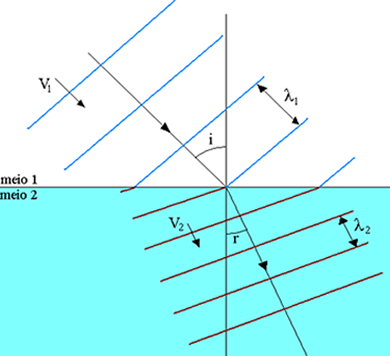 V₁
λ₁
i
meio 1
meio 2
V₂
r
λ₂